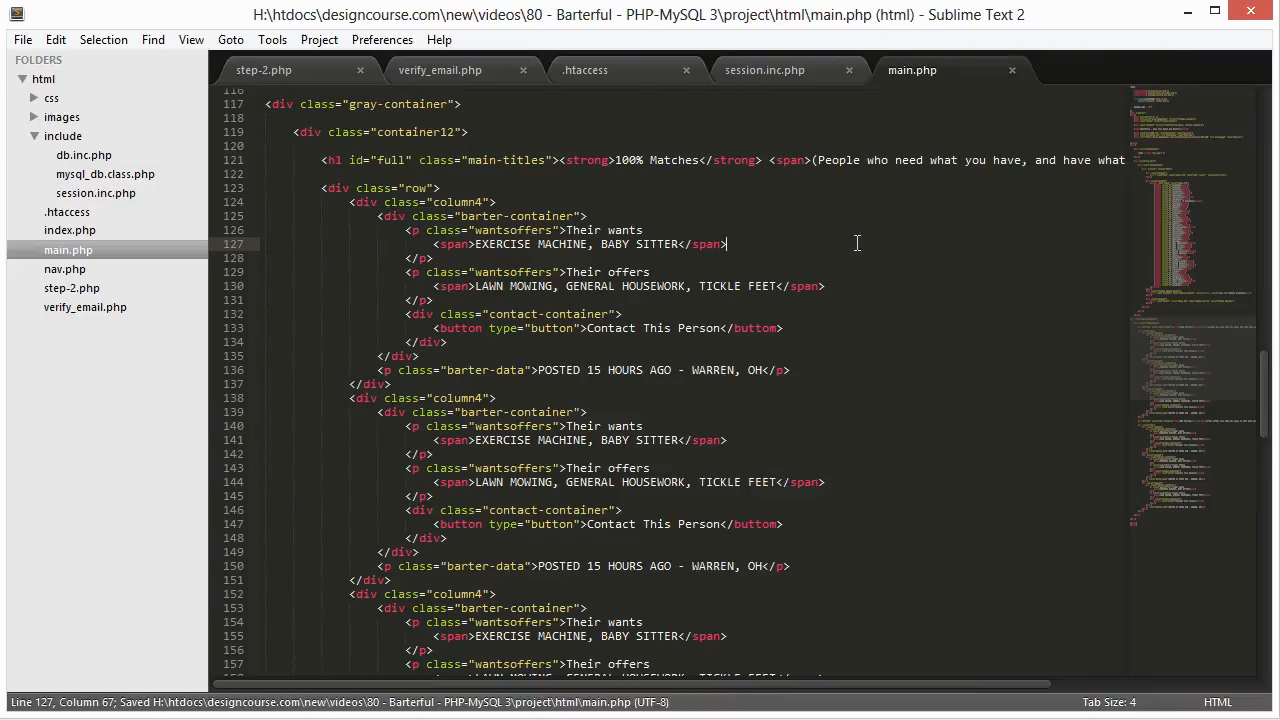 H:\htdocs\designcourse.com\new\videos\80 - Barterful - PHP-MySQL 3\project\html\main.php (html) - Sublime Text 2
File Edit Selection Find View Goto Tools Project Preferences Help
FOLDERS
html
css
images
include
db.inc.php
mysql_db.class.php
session.inc.php
.htaccess
index.php
main.php
nav.php
step-2.php
verify_email.php
step-2.php × verify_email.php × .htaccess × session.inc.php × main.php ×
116
117 <div class="gray-container">
118
119 <div class="container12">
120
121 <h1 id="full" class="main-titles"><strong>100% Matches</strong> <span>(People who need what you have, and have what
122
123 <div class="row">
124 <div class="column4">
125 <div class="barter-container">
126 <p class="wantsoffers">Their wants
127 <span>EXERCISE MACHINE, BABY SITTER</span>
128 </p>
129 <p class="wantsoffers">Their offers
130 <span>LAWN MOWING, GENERAL HOUSEWORK, TICKLE FEET</span>
131 </p>
132 <div class="contact-container">
133 <button type="button">Contact This Person</buttom>
134 </div>
135 </div>
136 <p class="barter-data">POSTED 15 HOURS AGO - WARREN, OH</p>
137 </div>
138 <div class="column4">
139 <div class="barter-container">
140 <p class="wantsoffers">Their wants
141 <span>EXERCISE MACHINE, BABY SITTER</span>
142 </p>
143 <p class="wantsoffers">Their offers
144 <span>LAWN MOWING, GENERAL HOUSEWORK, TICKLE FEET</span>
145 </p>
146 <div class="contact-container">
147 <button type="button">Contact This Person</buttom>
148 </div>
149 </div>
150 <p class="barter-data">POSTED 15 HOURS AGO - WARREN, OH</p>
151 </div>
152 <div class="column4">
153 <div class="barter-container">
154 <p class="wantsoffers">Their wants
155 <span>EXERCISE MACHINE, BABY SITTER</span>
156 </p>
157 <p class="wantsoffers">Their offers
Line 127, Column 67; Saved H:\htdocs\designcourse.com\new\videos\80 - Barterful - PHP-MySQL 3\project\html\main.php (UTF-8)
Tab Size: 4 HTML